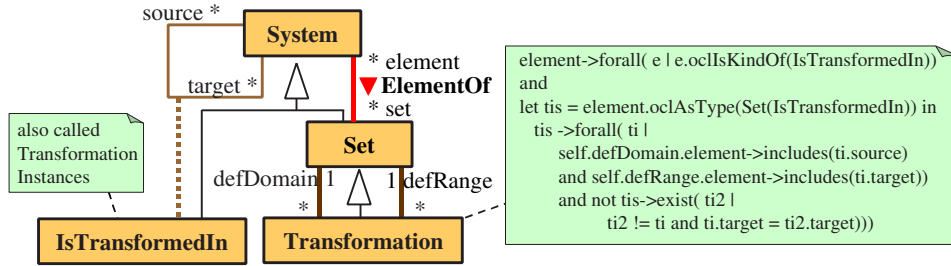 source *
System
* element
target *
ElementOf
* set
Set
defDomain 1
1 defRange
*
*
also called
Transformation
Instances
IsTransformedIn
Transformation
element->forall( e | e.oclIsKindOf(IsTransformedIn))
and
let tis = element.oclAsType(Set(IsTransformedIn)) in
tis ->forall( ti |
self.defDomain.element->includes(ti.source)
and self.defRange.element->includes(ti.target))
and not tis->exist( ti2 |
ti2 != ti and ti.target = ti2.target)))